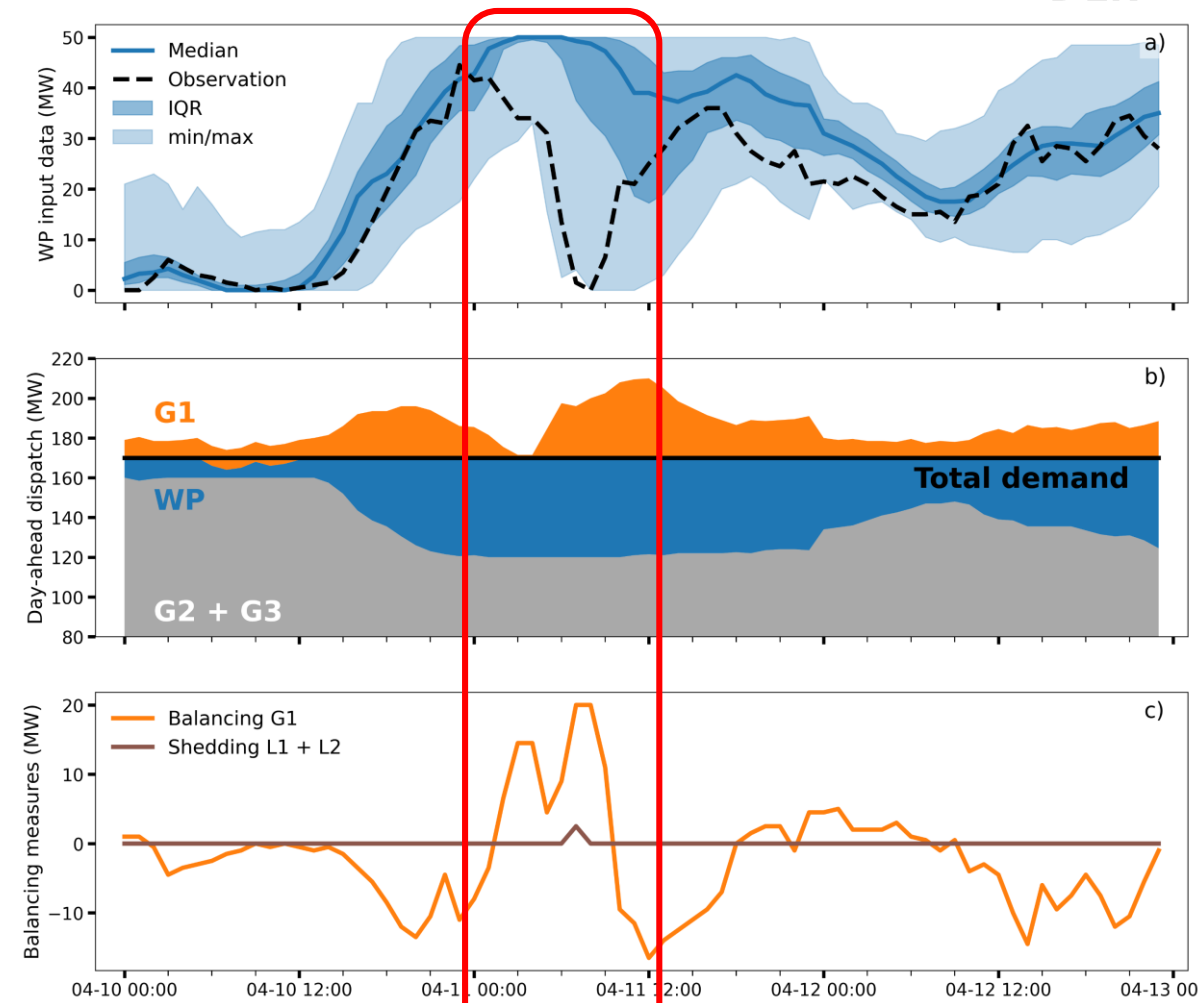 a)
50
40
30
20
10
0
WP input data (MW)
Median
Observation
IQR
min/max
b)
220
200
180
160
140
120
100
80
Day-ahead dispatch (MW)
G1
Total demand
WP
G2 + G3
c)
20
10
0
−10
Balancing measures (MW)
Balancing G1
Shedding L1 + L2
04-10 00:00
04-10 12:00
00:00
04-11
04-12 00:00
04-12 12:00
04-13 00